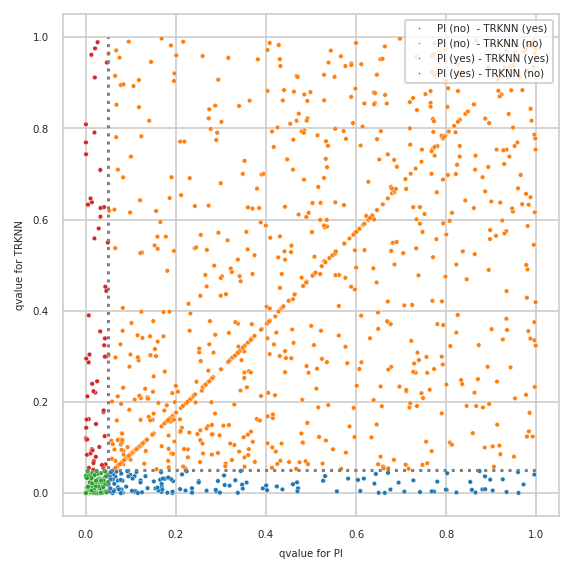 PI (no) - TRKNN (yes)
PI (no) - TRKNN (no)
PI (yes) - TRKNN (yes)
PI (yes) - TRKNN (no)
1.0
0.8
0.6
0.4
0.2
0.0
qvalue for TRKNN
0.0 0.2 0.4 0.6 0.8 1.0
qvalue for PI